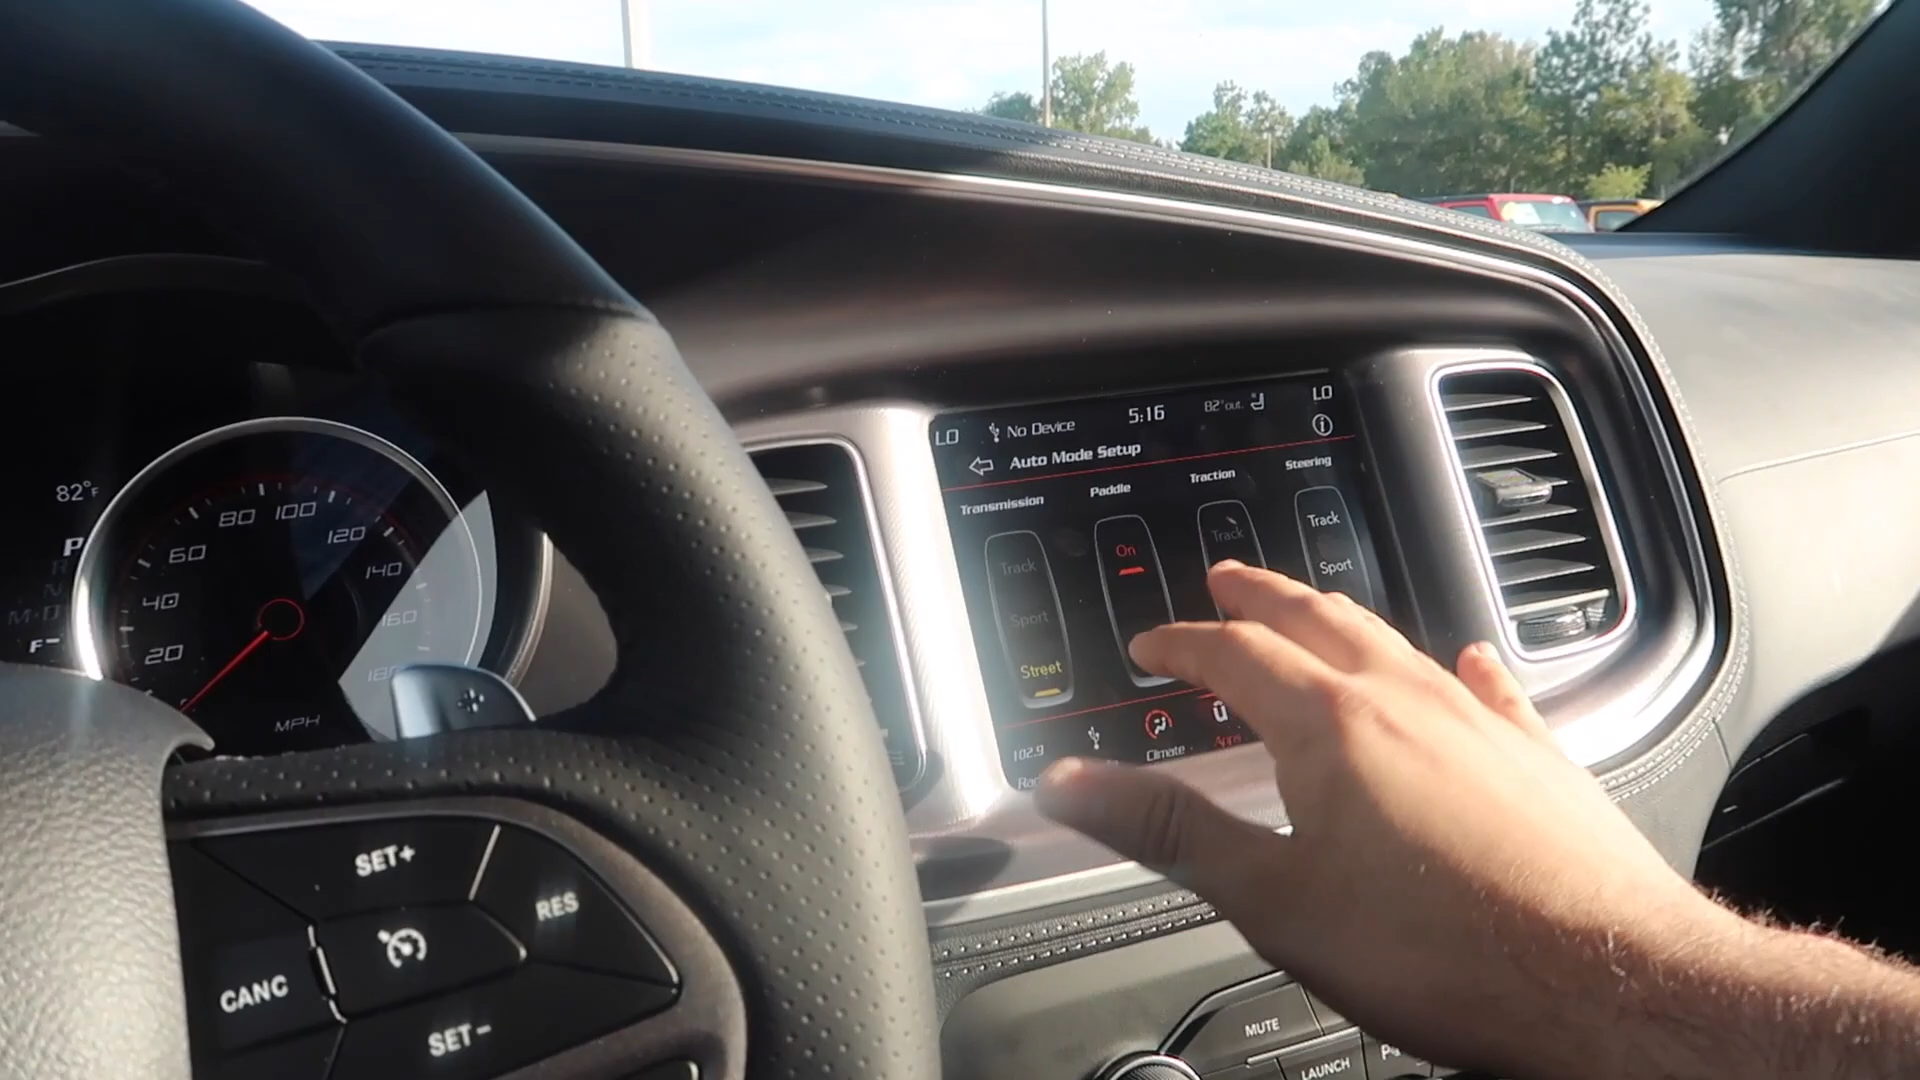 LO
No Device
5:16
82°out.
LO
Auto Mode Setup
Transmission
Paddle
Traction
Steering
Track
Sport
Street
On
Track
Track
Sport
102.9
Climate
Apps
82°F
P
R
N
M-D
F
20
40
60
80
100
120
140
160
180
MPH
+
SET+
RES
CANC
SET-
MUTE
LAUNCH